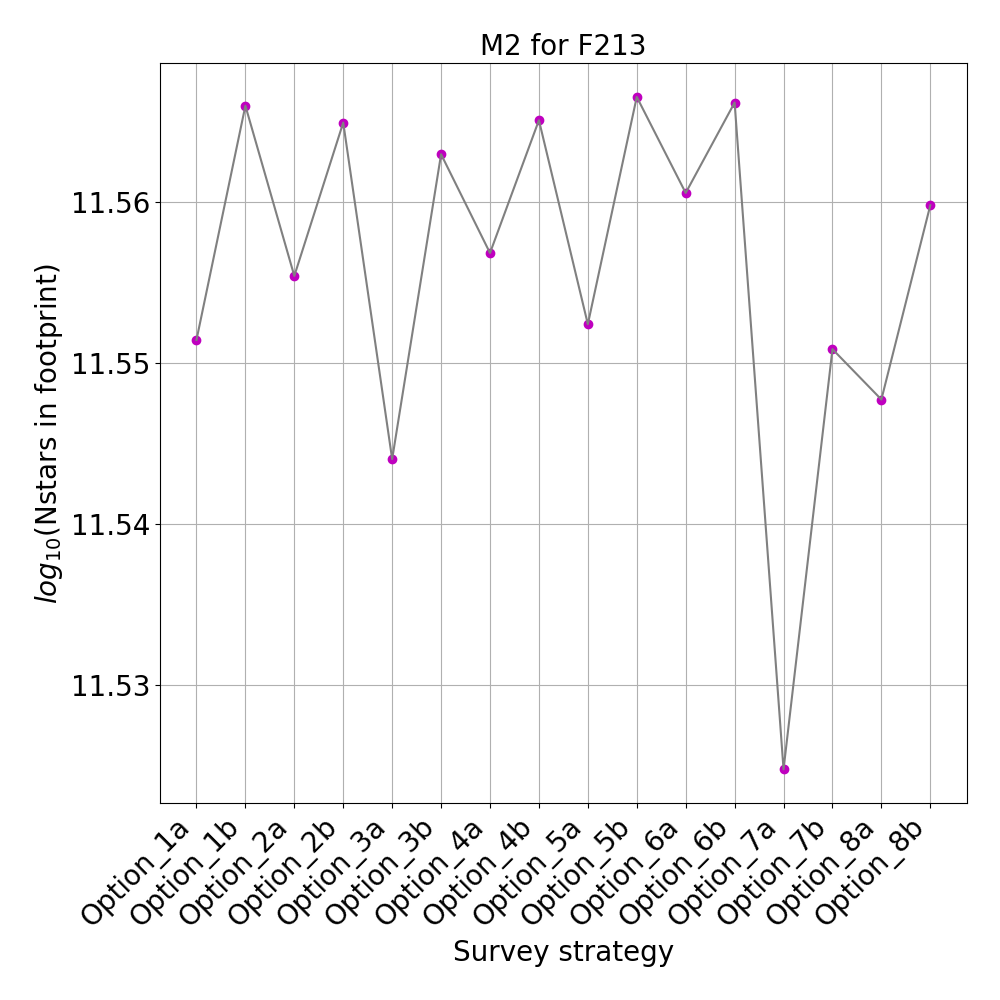 M2 for F213
log10(Nstars in footprint)
11.56
11.55
11.54
11.53
Option_1a
Option_1b
Option_2a
Option_2b
Option_3a
Option_3b
Option_4a
Option_4b
Option_5a
Option_5b
Option_6a
Option_6b
Option_7a
Option_7b
Option_8a
Option_8b
Survey strategy